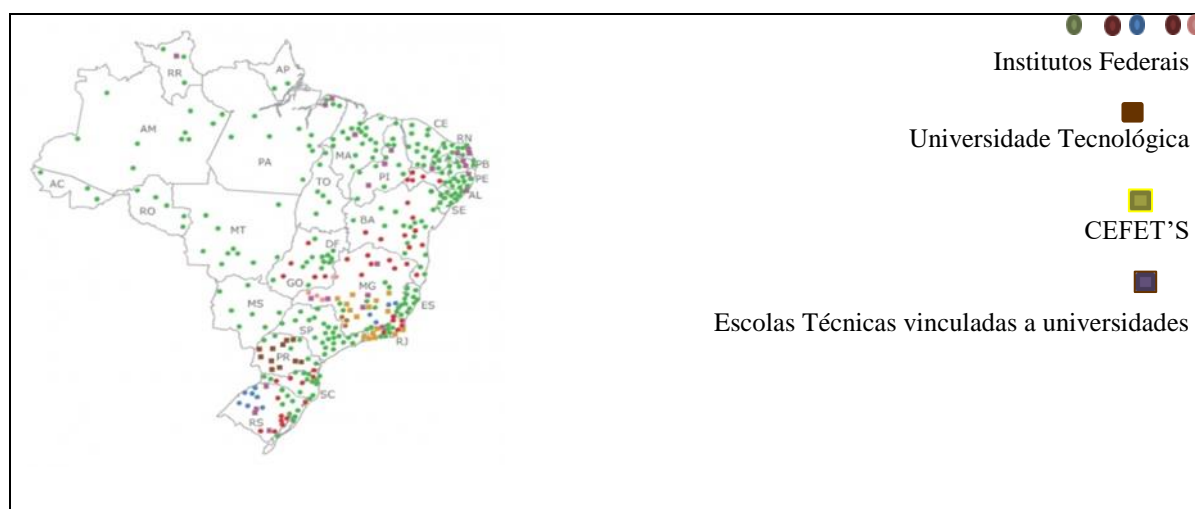 Institutos Federais
Universidade Tecnológica
CEFET'S
Escolas Técnicas vinculadas a universidades
RR
AP
AM
PA
MA
CE
RN
PB
PE
AL
SE
PI
TO
AC
RO
MT
BA
DF
GO
MG
ES
MS
SP
RJ
PR
SC
RS